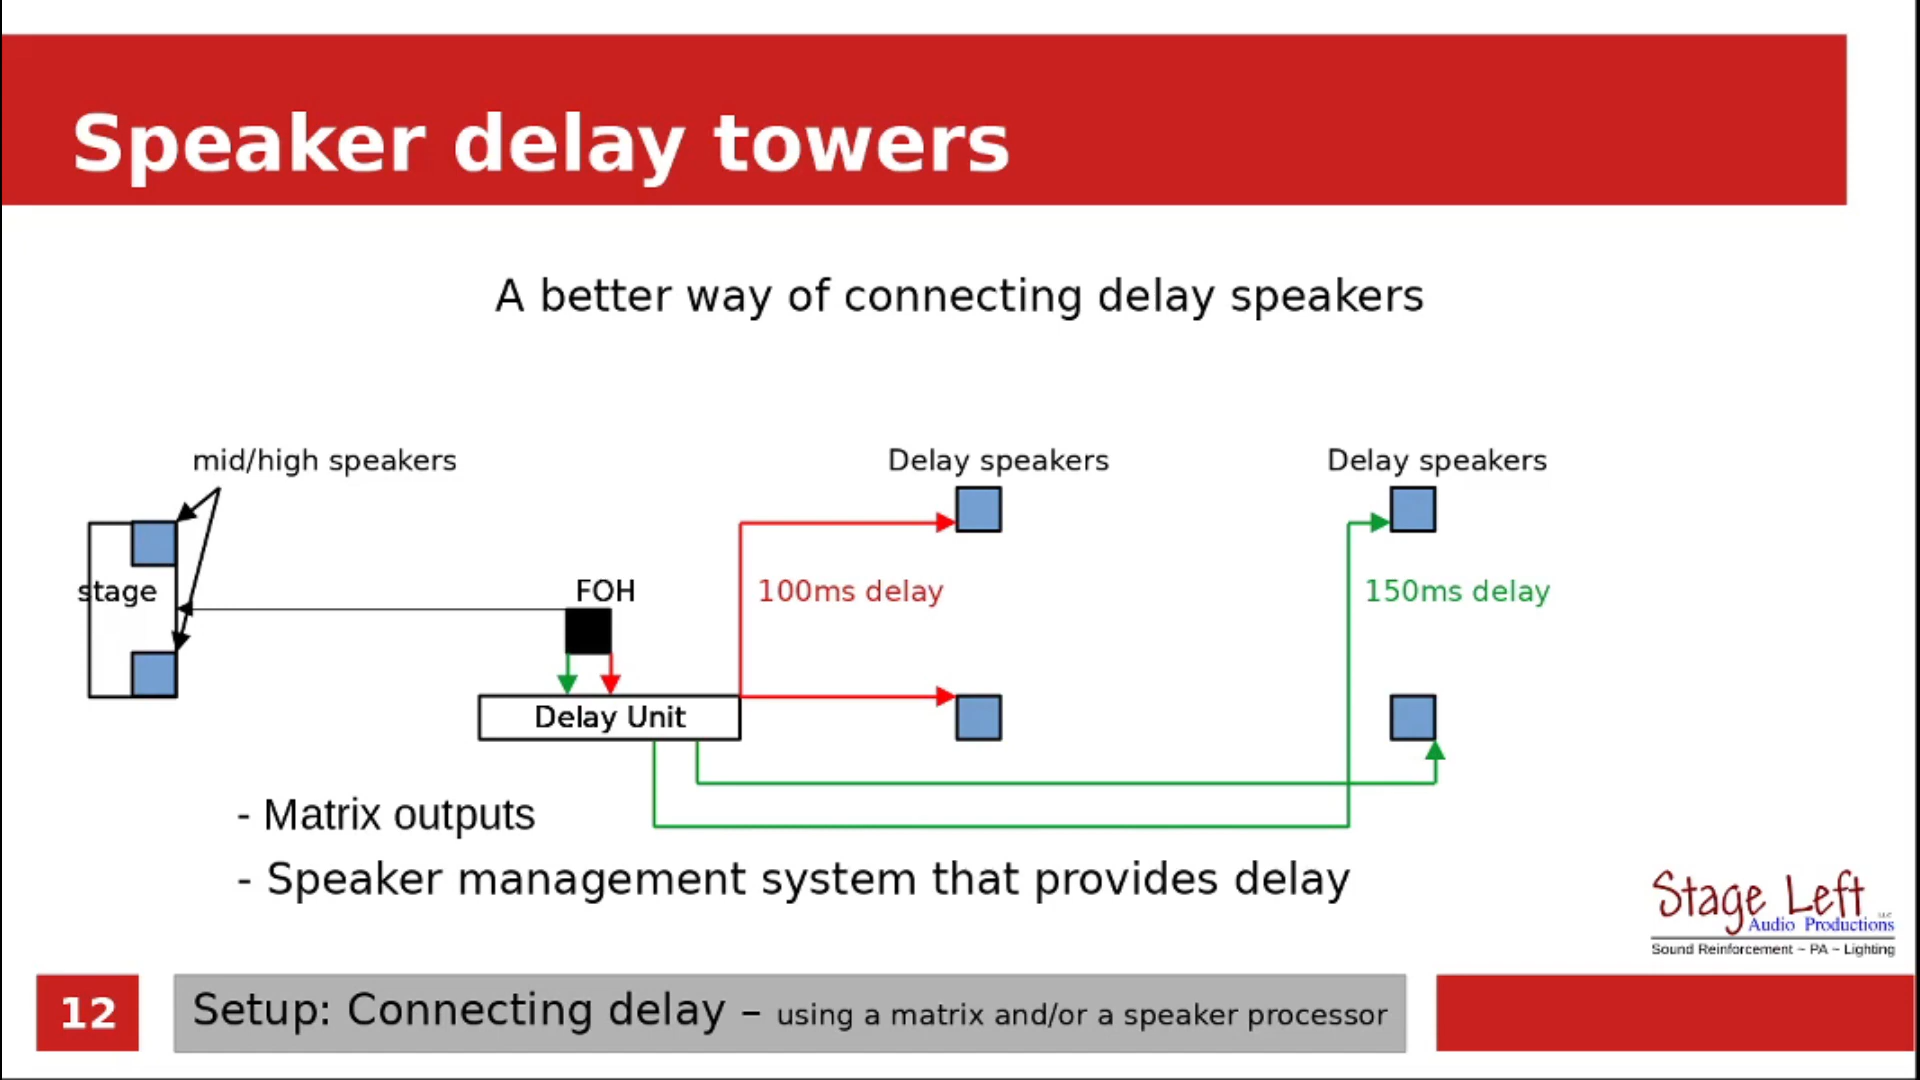 Speaker delay towers
A better way of connecting delay speakers
mid/high speakers
Delay speakers
Delay speakers
stage
FOH
100ms delay
150ms delay
Delay Unit
- Matrix outputs
- Speaker management system that provides delay
Stage Left
LLC
Audio Productions
Sound Reinforcement ~ PA ~ Lighting
12
Setup: Connecting delay – using a matrix and/or a speaker processor